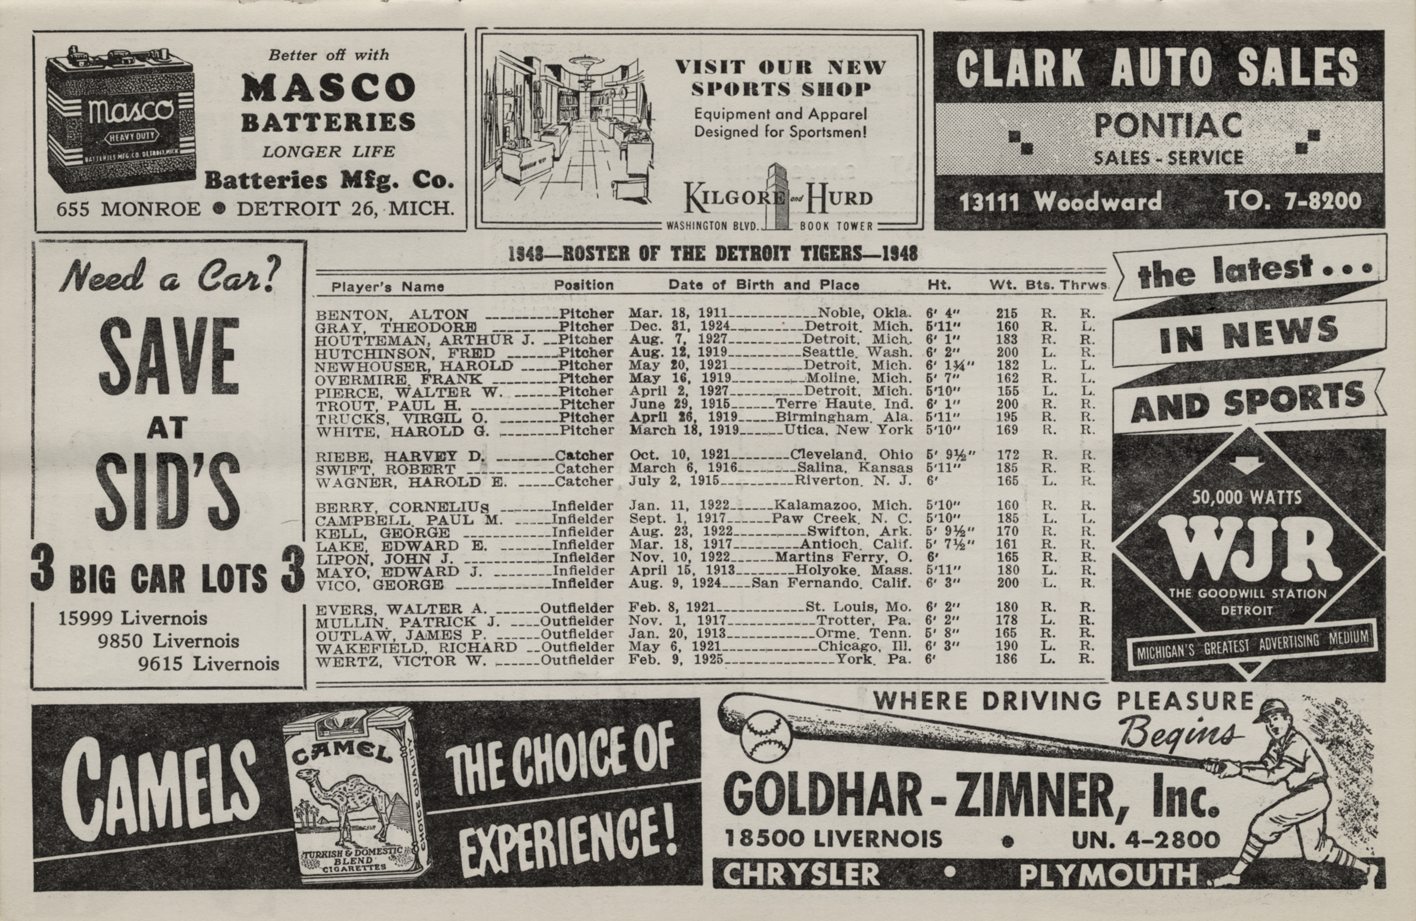 Better off with
MASCO
BATTERIES
LONGER LIFE
Batteries Mfg. Co.
655 MONROE ● DETROIT 26, MICH.
masco
HEAVY DUTY
BATTERIES MFG. CO. DETROIT, MICH.
VISIT OUR NEW
SPORTS SHOP
Equipment and Apparel
Designed for Sportsmen!
KILGORE and HURD
WASHINGTON BLVD. BOOK TOWER
CLARK AUTO SALES
PONTIAC
SALES - SERVICE
13111 Woodward TO. 7-8200
Need a Car?
SAVE
AT
SID'S
3 BIG CAR LOTS 3
15999 Livernois
9850 Livernois
9615 Livernois
1948—ROSTER OF THE DETROIT TIGERS—1948
Player's Name Position Date of Birth and Place Ht. Wt. Bts. Thrws.
BENTON, ALTON Pitcher Mar. 18, 1911 Noble, Okla. 6' 4" 215 R. R.
GRAY, THEODORE Pitcher Dec. 31, 1924 Detroit, Mich. 5'11" 160 R. L.
HOUTTEMAN, ARTHUR J. Pitcher Aug. 7, 1927 Detroit, Mich. 6' 1" 183 R. R.
HUTCHINSON, FRED Pitcher Aug. 12, 1919 Seattle, Wash. 6' 2" 200 L. R.
NEWHOUSER, HAROLD Pitcher May 20, 1921 Detroit, Mich. 6' 1¾" 182 L. L.
OVERMIRE, FRANK Pitcher May 16, 1919 Moline, Mich. 5' 7" 162 R. L.
PIERCE, WALTER W. Pitcher April 2, 1927 Detroit, Mich. 5'10" 155 L. L.
TROUT, PAUL H. Pitcher June 29, 1915 Terre Haute, Ind. 6' 1" 200 R. R.
TRUCKS, VIRGIL O. Pitcher April 26, 1919 Birmingham, Ala. 5'11" 195 R. R.
WHITE, HAROLD G. Pitcher March 18, 1919 Utica, New York 5'10" 169 R. R.
RIEBE, HARVEY D. Catcher Oct. 10, 1921 Cleveland, Ohio 5' 9½" 172 R. R.
SWIFT, ROBERT Catcher March 6, 1916 Salina, Kansas 5'11" 185 R. R.
WAGNER, HAROLD E. Catcher July 2, 1915 Riverton, N. J. 6' 165 L. R.
BERRY, CORNELIUS Infielder Jan. 11, 1922 Kalamazoo, Mich. 5'10" 160 R. R.
CAMPBELL, PAUL M. Infielder Sept. 1, 1917 Paw Creek, N. C. 5'10" 185 L. L.
KELL, GEORGE Infielder Aug. 23, 1922 Swifton, Ark. 5' 9½" 170 R. R.
LAKE, EDWARD E. Infielder Mar. 18, 1917 Antioch, Calif. 5' 7½" 161 R. R.
LIPON, JOHN J. Infielder Nov. 10, 1922 Martins Ferry, O. 6' 165 R. R.
MAYO, EDWARD J. Infielder April 15, 1913 Holyoke, Mass. 5'11" 180 L. R.
VICO, GEORGE Infielder Aug. 9, 1924 San Fernando, Calif. 6' 3" 200 L. R.
EVERS, WALTER A. Outfielder Feb. 8, 1921 St. Louis, Mo. 6' 2" 180 R. R.
MULLIN, PATRICK J. Outfielder Nov. 1, 1917 Trotter, Pa. 6' 2" 178 L. R.
OUTLAW, JAMES P. Outfielder Jan. 20, 1913 Orme, Tenn. 5' 8" 165 R. R.
WAKEFIELD, RICHARD Outfielder May 6, 1921 Chicago, Ill. 6' 3" 190 L. R.
WERTZ, VICTOR W. Outfielder Feb. 9, 1925 York, Pa. 6' 186 L. R.
the latest...
IN NEWS
AND SPORTS
50,000 WATTS
WJR
THE GOODWILL STATION
DETROIT
MICHIGAN'S GREATEST ADVERTISING MEDIUM
CAMELS
CAMEL
TURKISH & DOMESTIC
BLEND
CIGARETTES
CHOICE QUALITY
THE CHOICE OF
EXPERIENCE!
WHERE DRIVING PLEASURE
Begins
GOLDHAR-ZIMNER, Inc.
18500 LIVERNOIS ● UN. 4-2800
CHRYSLER ● PLYMOUTH